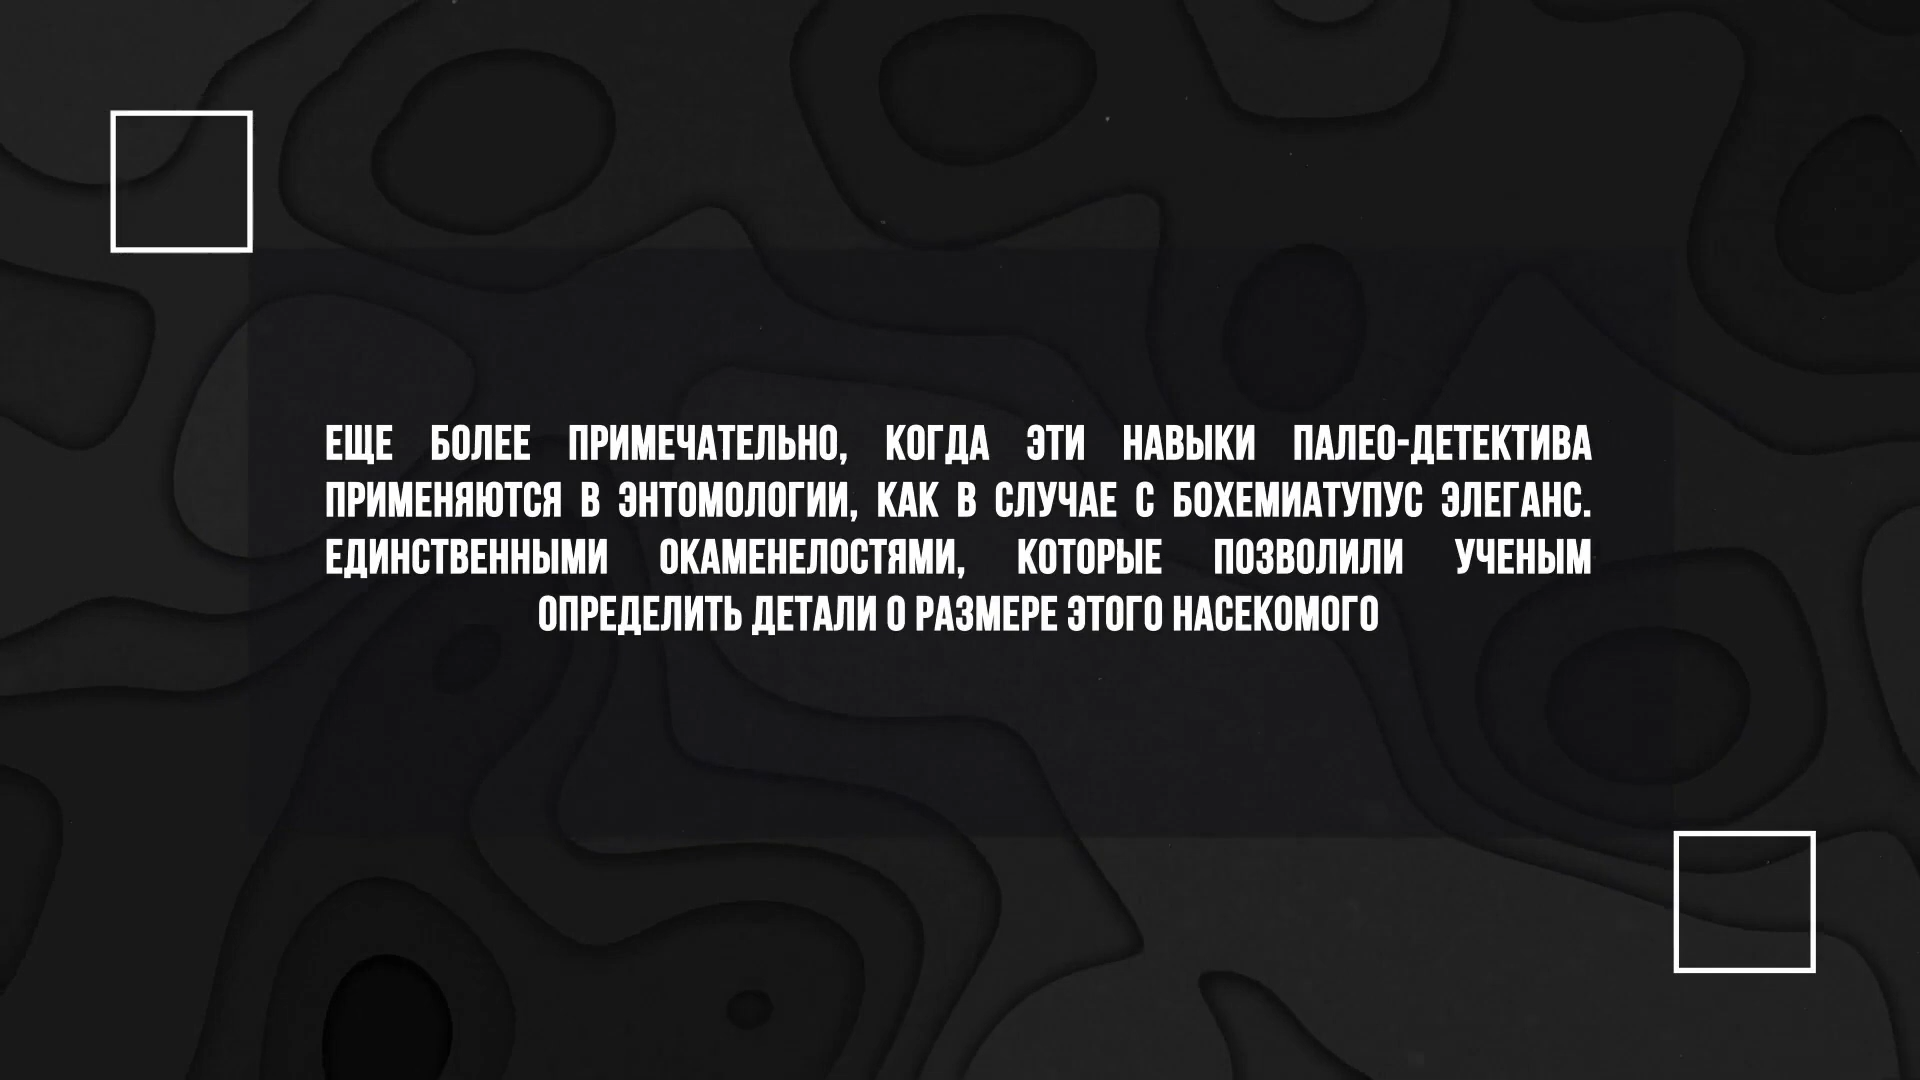 ЕЩЕ БОЛЕЕ ПРИМЕЧАТЕЛЬНО, КОГДА ЭТИ НАВЫКИ ПАЛЕО-ДЕТЕКТИВА
ПРИМЕНЯЮТСЯ В ЭНТОМОЛОГИИ, КАК В СЛУЧАЕ С БОХЕМИАТУПУС ЭЛЕГАНС.
ЕДИНСТВЕННЫМИ ОКАМЕНЕЛОСТЯМИ, КОТОРЫЕ ПОЗВОЛИЛИ УЧЕНЫМ
ОПРЕДЕЛИТЬ ДЕТАЛИ О РАЗМЕРЕ ЭТОГО НАСЕКОМОГО